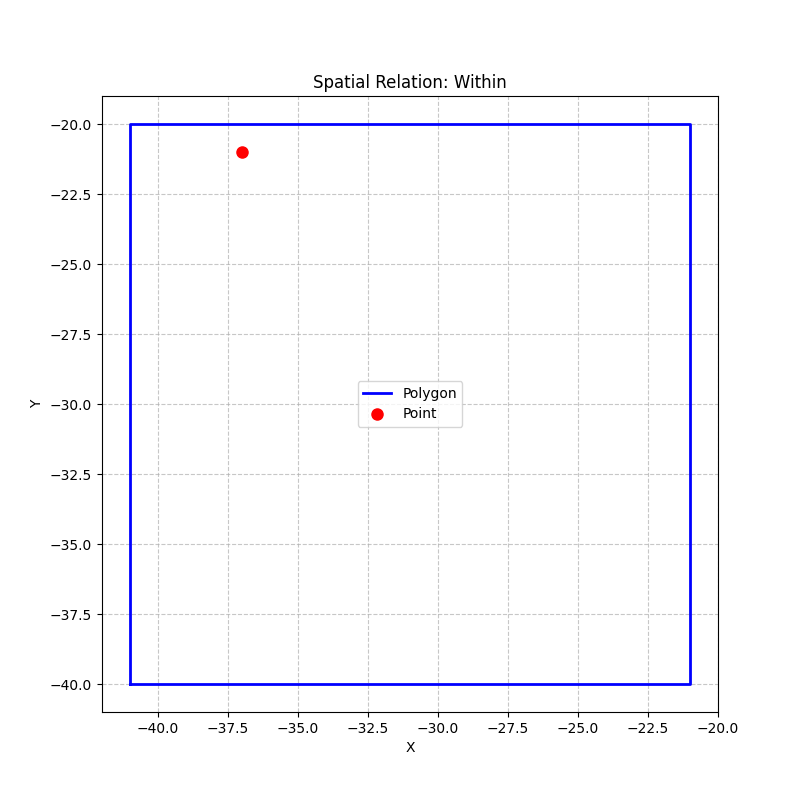 Spatial Relation: Within
−20.0
−22.5
−25.0
−27.5
−30.0
−32.5
−35.0
−37.5
−40.0
Y
Polygon
Point
−40.0 −37.5 −35.0 −32.5 −30.0 −27.5 −25.0 −22.5 −20.0
X